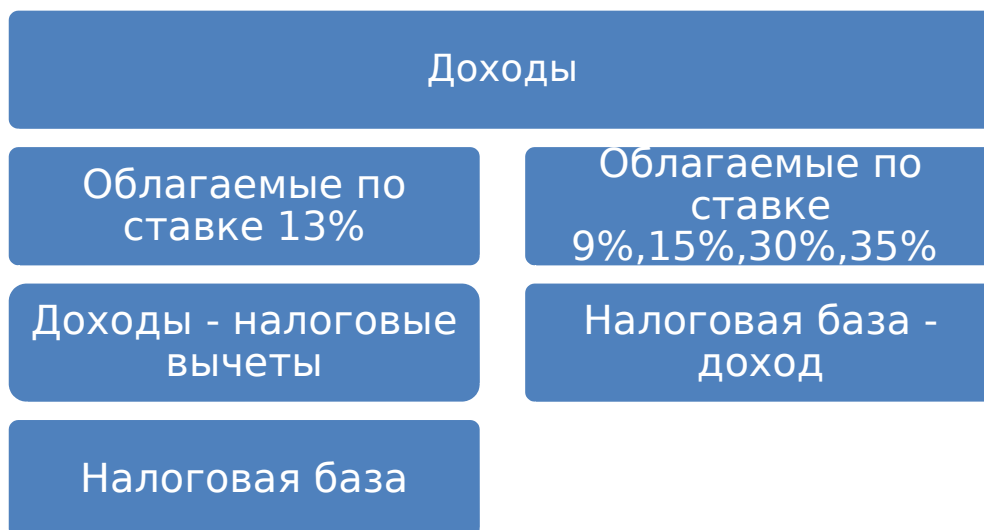 Доходы
Облагаемые по
ставке 13%
Облагаемые по
ставке
9%,15%,30%,35%
Доходы - налоговые
вычеты
Налоговая база -
доход
Налоговая база